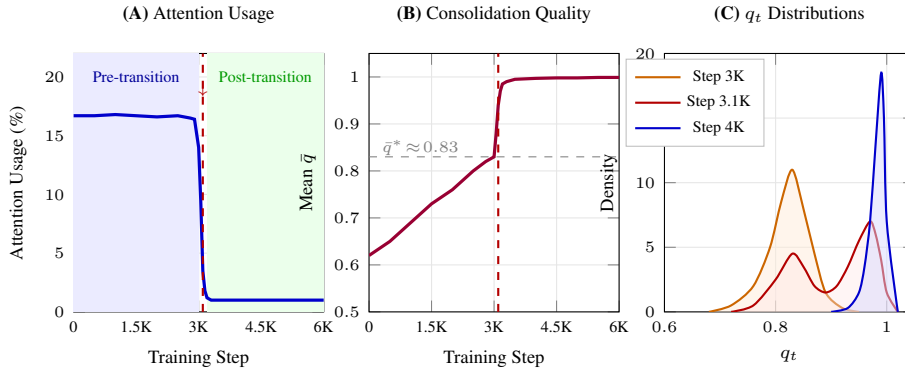 (A) Attention Usage
20
15
10
5
0
0
1.5K
3K
4.5K
6K
Attention Usage (%)
Training Step
Pre-transition
Post-transition
(B) Consolidation Quality
1
0.9
0.8
0.7
0.6
0.5
0
1.5K
3K
4.5K
6K
Mean q̄
Training Step
q̄* ≈ 0.83
(C) qₜ Distributions
20
15
10
5
0
0.6
0.8
1
Density
qₜ
Step 3K
Step 3.1K
Step 4K